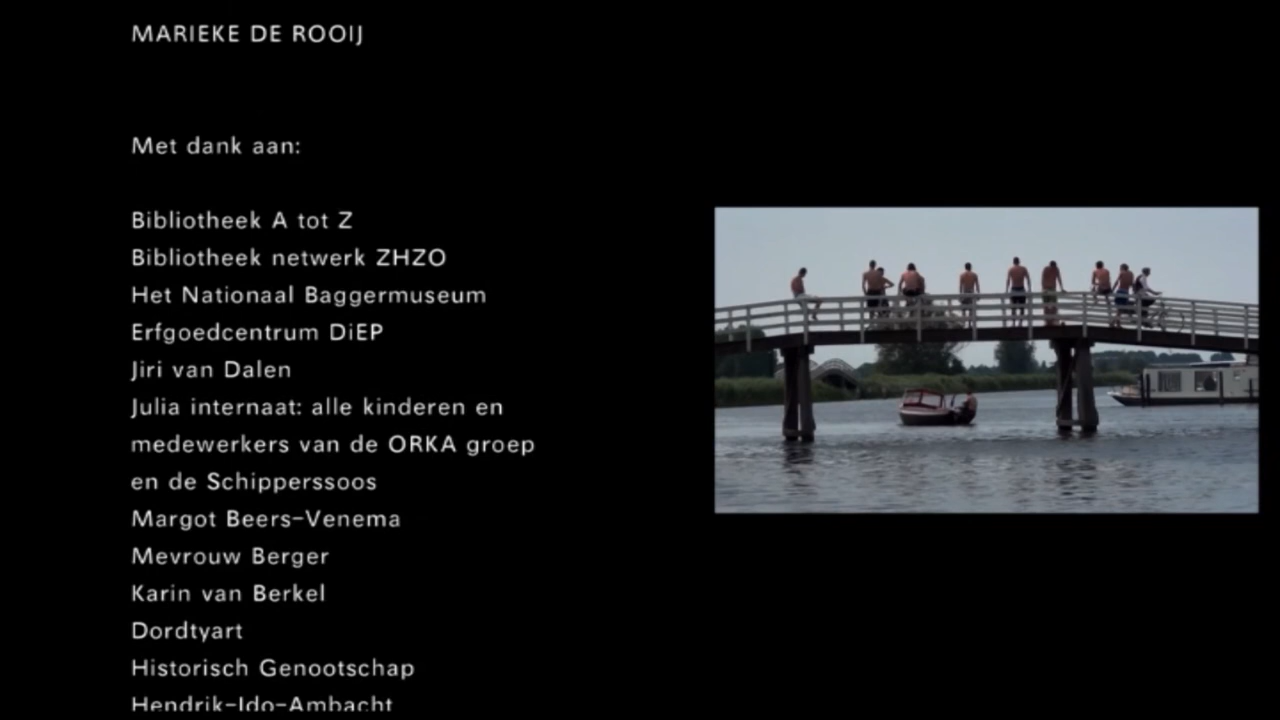 MARIEKE DE ROOIJ
Met dank aan:
Bibliotheek A tot Z
Bibliotheek netwerk ZHZO
Het Nationaal Baggermuseum
Erfgoedcentrum DiEP
Jiri van Dalen
Julia internaat: alle kinderen en
medewerkers van de ORKA groep
en de Schipperssoos
Margot Beers-Venema
Mevrouw Berger
Karin van Berkel
Dordtyart
Historisch Genootschap
Hendrik-Ido-Ambacht